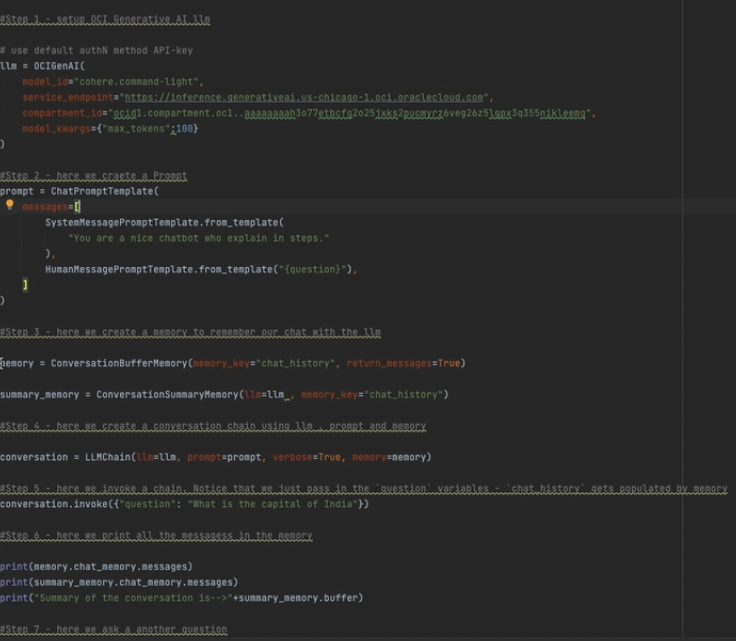 #Step 1 - setup OCI Generative AI llm
# use default authN method API-key
llm = OCIGenAI(
model_id="cohere.command-light",
service_endpoint="https://inference.generativeai.us-chicago-1.oci.oraclecloud.com",
compartment_id="ocid1.compartment.oc1..
model_kwargs={"max_tokens":100}
)
#Step 2 - here we craete a Prompt
prompt = ChatPromptTemplate(
messages=[
SystemMessagePromptTemplate.from_template(
"You are a nice chatbot who explain in steps."
),
HumanMessagePromptTemplate.from_template("{question}"),
]
)
#Step 3 - here we create a memory to remember our chat with the llm
memory = ConversationBufferMemory(memory_key="chat_history", return_messages=True)
summary_memory = ConversationSummaryMemory(llm=llm , memory_key="chat_history")
#Step 4 - here we create a conversation chain using llm , prompt and memory
conversation = LLMChain(llm=llm, prompt=prompt, verbose=True, memory=memory)
#Step 5 - here we invoke a chain. Notice that we just pass in the `question` variables - `chat_history` gets populated by memory
conversation.invoke({"question": "What is the capital of India"})
#Step 6 - here we print all the messagess in the memory
print(memory.chat_memory.messages)
print(summary_memory.chat_memory.messages)
print("Summary of the conversation is-->"+summary_memory.buffer)
#Step 7 - here we ask a another question